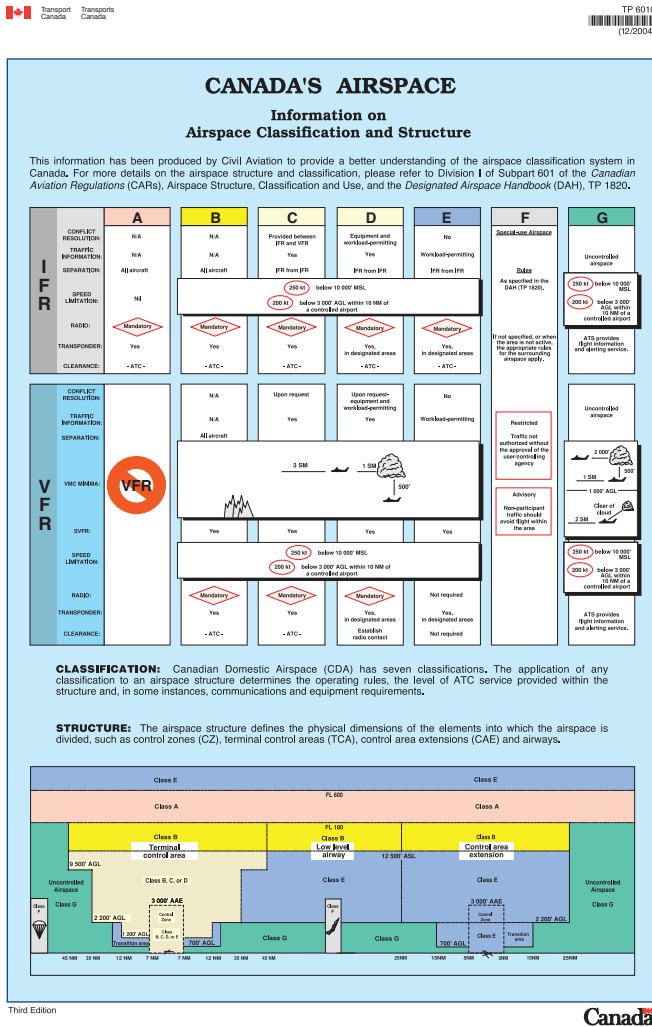 Transport Transports
Canada Canada
TP 6010
(12/2004)
CANADA'S AIRSPACE
Information on
Airspace Classification and Structure
This information has been produced by Civil Aviation to provide a better understanding of the airspace classification system in
Canada. For more details on the airspace structure and classification, please refer to Division I of Subpart 601 of the Canadian
Aviation Regulations (CARs), Airspace Structure, Classification and Use, and the Designated Airspace Handbook (DAH), TP 1820.
A B C D E F G
IFR
CONFLICT RESOLUTION: N/A N/A Provided between IFR and VFR Equipment and workload-permitting No
TRAFFIC INFORMATION: N/A N/A Yes Yes Workload-permitting
SEPARATION: All aircraft All aircraft IFR from IFR IFR from IFR IFR from IFR
SPEED LIMITATION: Nil
250 kt below 10 000' MSL
200 kt below 3 000' AGL within 10 NM of
a controlled airport
RADIO: Mandatory Mandatory Mandatory Mandatory Mandatory
TRANSPONDER: Yes Yes Yes Yes, in designated areas Yes, in designated areas
CLEARANCE: - ATC - - ATC - - ATC - - ATC - - ATC -
Special-use Airspace
Rules
As specified in the
DAH (TP 1820).
If not specified, or when
the area is not active,
the appropriate rules
for the surrounding
airspace apply.
Uncontrolled
airspace
250 kt below 10 000'
MSL
200 kt below 3 000'
AGL within
10 NM of a
controlled airport
ATS provides
flight information
and alerting service.
VFR
CONFLICT RESOLUTION: N/A Upon request Upon request- equipment and workload-permitting No
TRAFFIC INFORMATION: N/A Yes Yes Workload-permitting
SEPARATION: All aircraft
VFR
VMC MINIMA:
3 SM 1 SM
500'
SVFR: Yes Yes Yes Yes
SPEED LIMITATION:
250 kt below 10 000' MSL
200 kt below 3 000' AGL within 10 NM of
a controlled airport
RADIO: Mandatory Mandatory Mandatory Not required
TRANSPONDER: Yes Yes Yes, in designated areas Yes, in designated areas
CLEARANCE: - ATC - - ATC - Establish radio contact Not required
Restricted
Traffic not
authorized without
the approval of the
user/controlling
agency
Advisory
Non-participant
traffic should
avoid flight within
the area
Uncontrolled
airspace
2 000'
500'
1 SM
1 000' AGL
Clear of
cloud
2 SM
250 kt below 10 000'
MSL
200 kt below 3 000'
AGL within
10 NM of a
controlled airport
ATS provides
flight information
and alerting service.
CLASSIFICATION: Canadian Domestic Airspace (CDA) has seven classifications. The application of any
classification to an airspace structure determines the operating rules, the level of ATC service provided within the
structure and, in some instances, communications and equipment requirements.
STRUCTURE: The airspace structure defines the physical dimensions of the elements into which the airspace is
divided, such as control zones (CZ), terminal control areas (TCA), control area extensions (CAE) and airways.
Class E Class E
FL 600
Class A Class A
FL 180
Class B Class B Class B
Terminal
control area
Low level
airway
Control area
extension
12 500' ASL
9 500' AGL
Uncontrolled
Airspace
Class G
Class B, C, or D
Class E
Class E
Uncontrolled
Airspace
Class G
Class
F
3 000' AAE
Control
Zone
Class
B, C, D, or E
2 200' AGL
1 200' AGL
Transition area
700' AGL
Class G
Class
F
Class G
3 000' AAE
Control
Zone
Class E
700' AGL
Transition
area
2 200' AGL
Class G
45 NM 35 NM 12 NM 7 NM 7 NM 12 NM 35 NM 45 NM 25NM 15NM 5NM 5NM 15NM 25NM
Third Edition
Canada